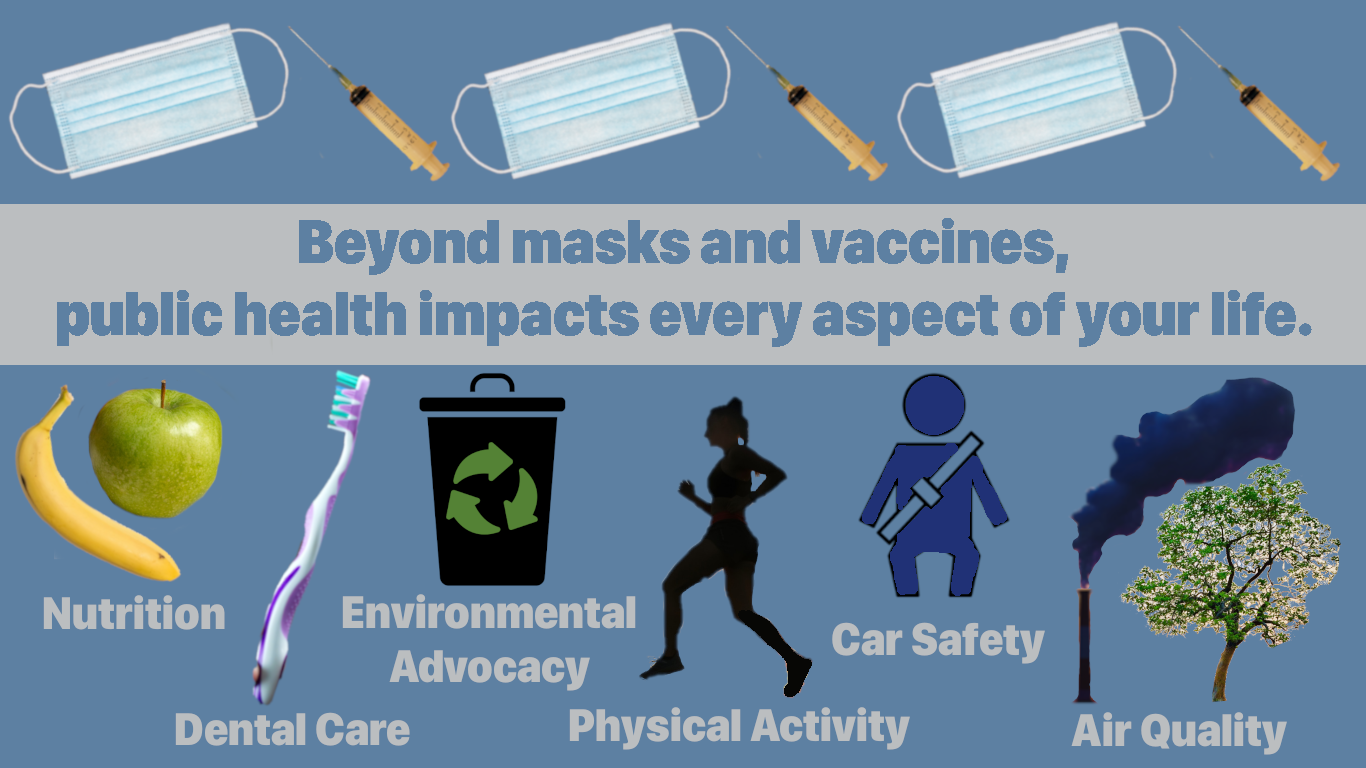 Beyond masks and vaccines,
public health impacts every aspect of your life.
Nutrition
Dental Care
Environmental
Advocacy
Physical Activity
Car Safety
Air Quality